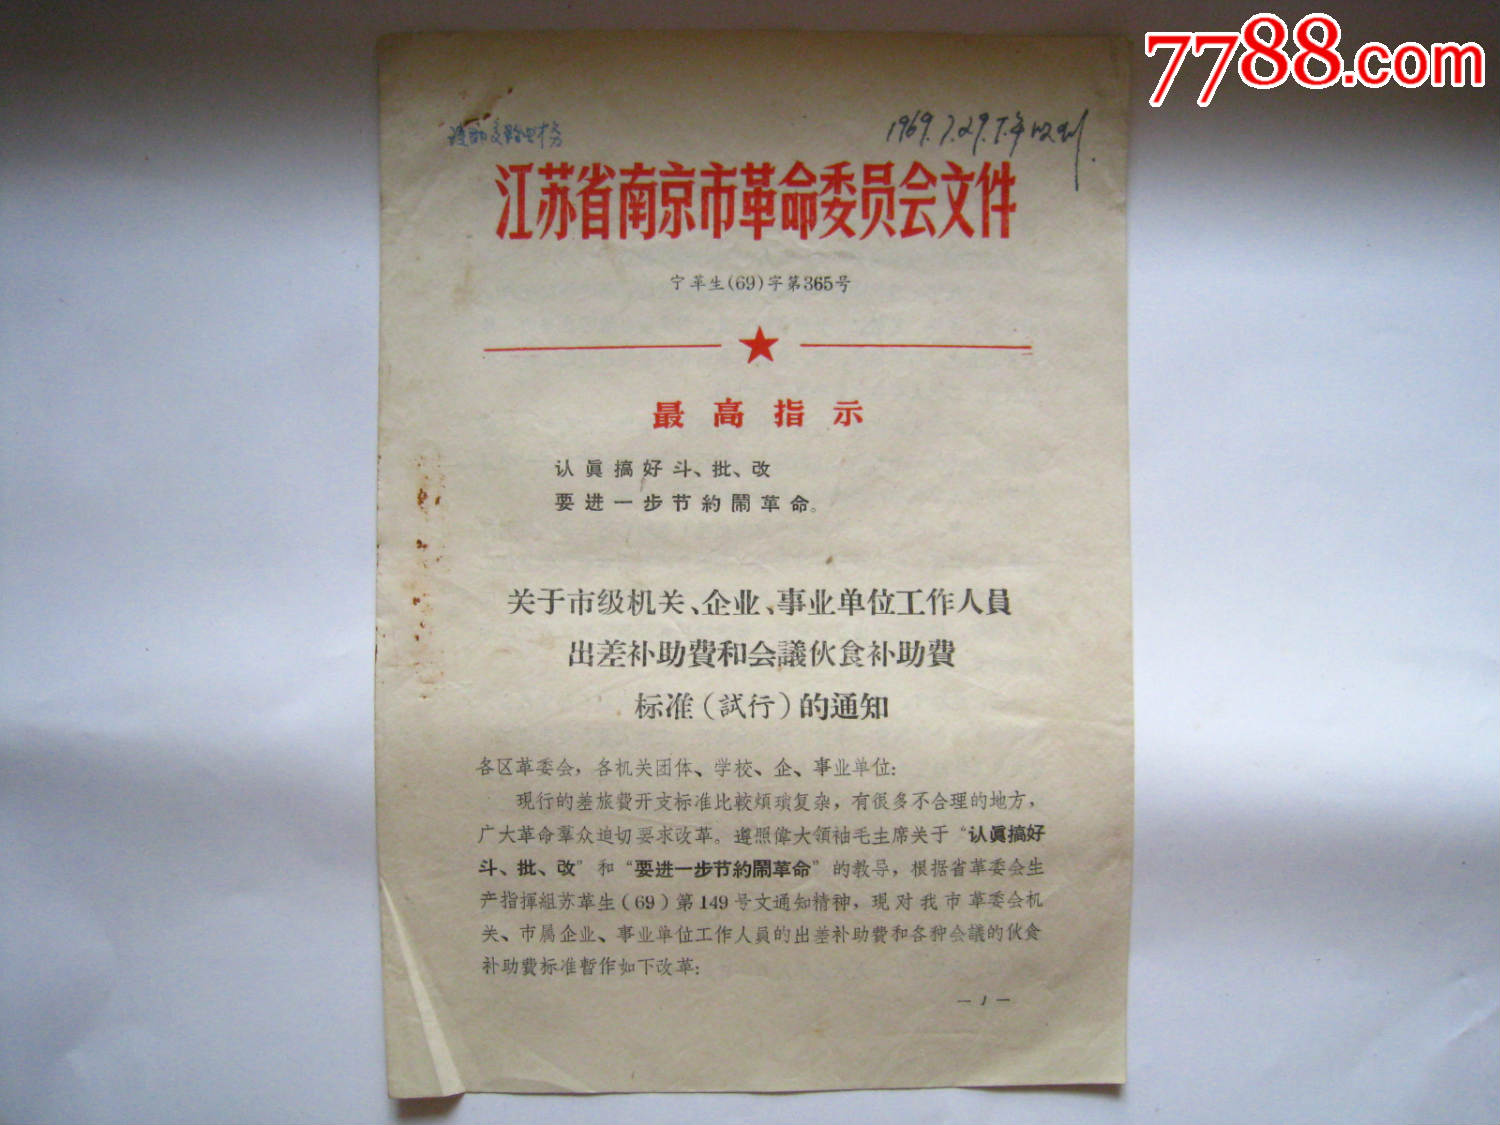 7788.com
1969.7.29.
江苏省南京市革命委员会文件
宁革生(69)字第365号
最高指示
认眞搞好斗、批、改
要进一步节約鬧革命。
关于市级机关、企业、事业单位工作人員
出差补助費和会議伙食补助費
标准(試行)的通知
各区革委会，各机关团体、学校、企、事业单位：
现行的差旅費开支标准比較煩瑣复杂，有很多不合理的地方，
广大革命羣众迫切要求改革。遵照偉大領袖毛主席关于“认眞搞好
斗、批、改”和“要进一步节約鬧革命”的教导，根据省革委会生
产指揮組苏革生(69)第149号文通知精神，现对我市革委会机
关、市属企业、事业单位工作人員的出差补助費和各种会議的伙食
补助費标准暫作如下改革：
— 1 —